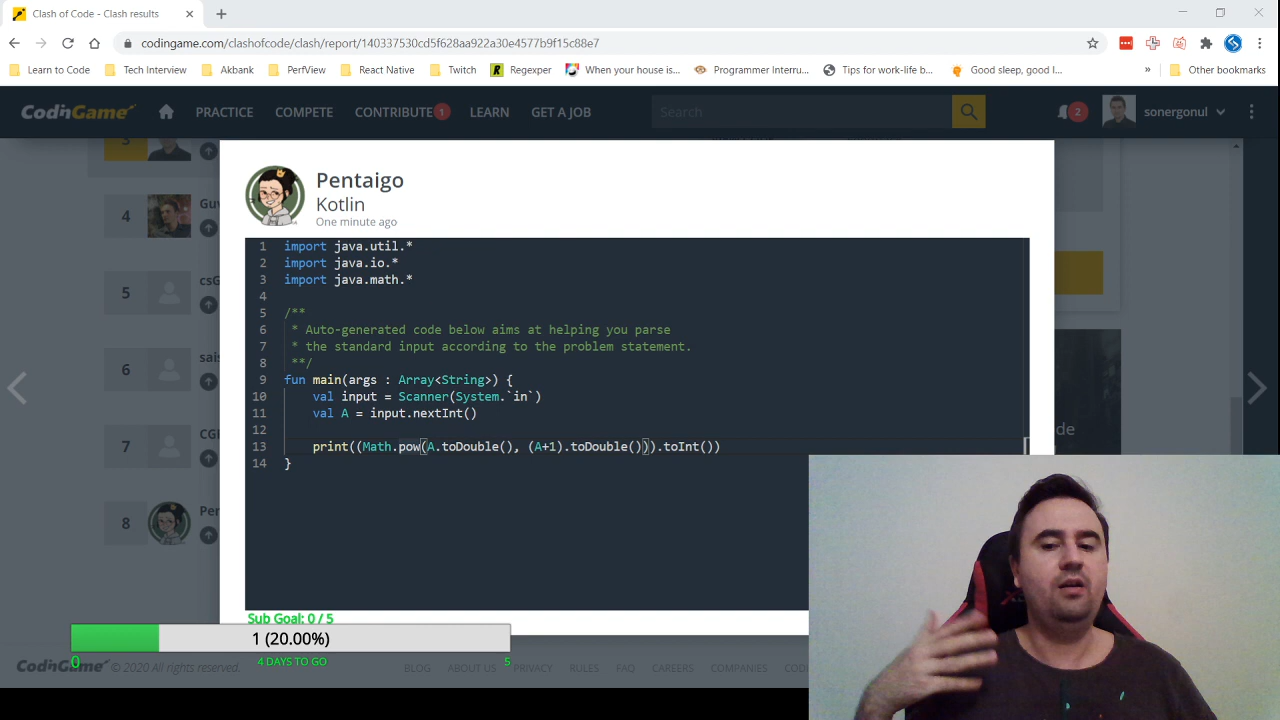 Clash of Code - Clash results
codingame.com/clashofcode/clash/report/140337530cd5f628aa922a30e4577b9f15c88e7
Learn to Code Tech Interview Akbank PerfView React Native Twitch Regexper When your house is... Programmer Interru... Tips for work-life b... Good sleep, good l... » Other bookmarks
CodinGame PRACTICE COMPETE CONTRIBUTE 1 LEARN GET A JOB Search 2 sonergonul
3
4
5
6
7
8
Pentaigo
Kotlin
One minute ago
1 import java.util.*
2 import java.io.*
3 import java.math.*
4
5 /**
6 * Auto-generated code below aims at helping you parse
7 * the standard input according to the problem statement.
8 **/
9 fun main(args : Array<String>) {
10 val input = Scanner(System.`in`)
11 val A = input.nextInt()
12
13 print((Math.pow(A.toDouble(), (A+1).toDouble())).toInt())
14 }
Sub Goal: 0 / 5
1 (20.00%)
0 4 DAYS TO GO 5
CodinGame © 2020 All rights reserved. BLOG ABOUT US PRIVACY RULES FAQ CAREERS COMPANIES